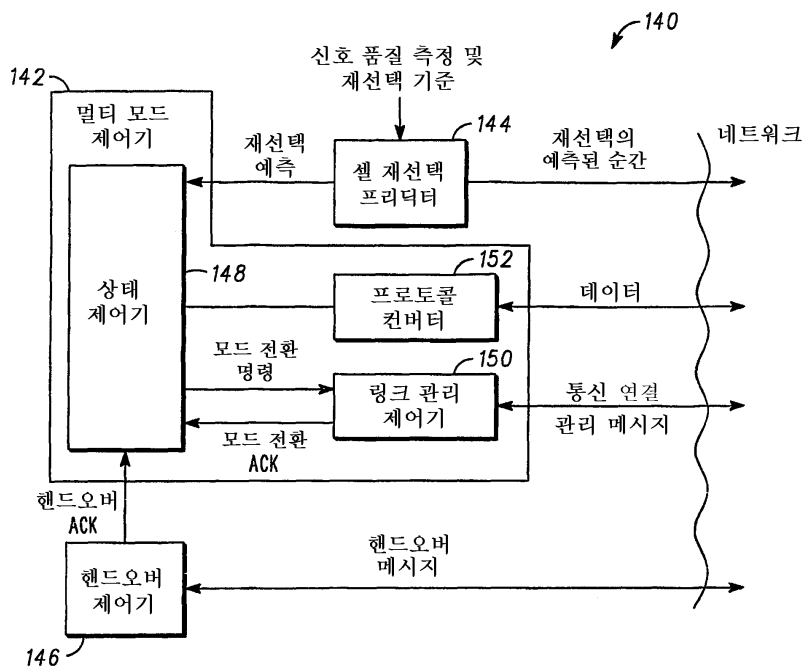 140
신호 품질 측정 및
재선택 기준
142
멀티 모드
제어기
144
재선택
예측
셀 재선택
프리딕터
재선택의
예측된 순간
네트워크
148
상태
제어기
152
프로토콜
컨버터
데이터
모드 전환
명령
150
링크 관리
제어기
통신 연결
관리 메시지
모드 전환
ACK
핸드오버
ACK
핸드오버
제어기
핸드오버
메시지
146